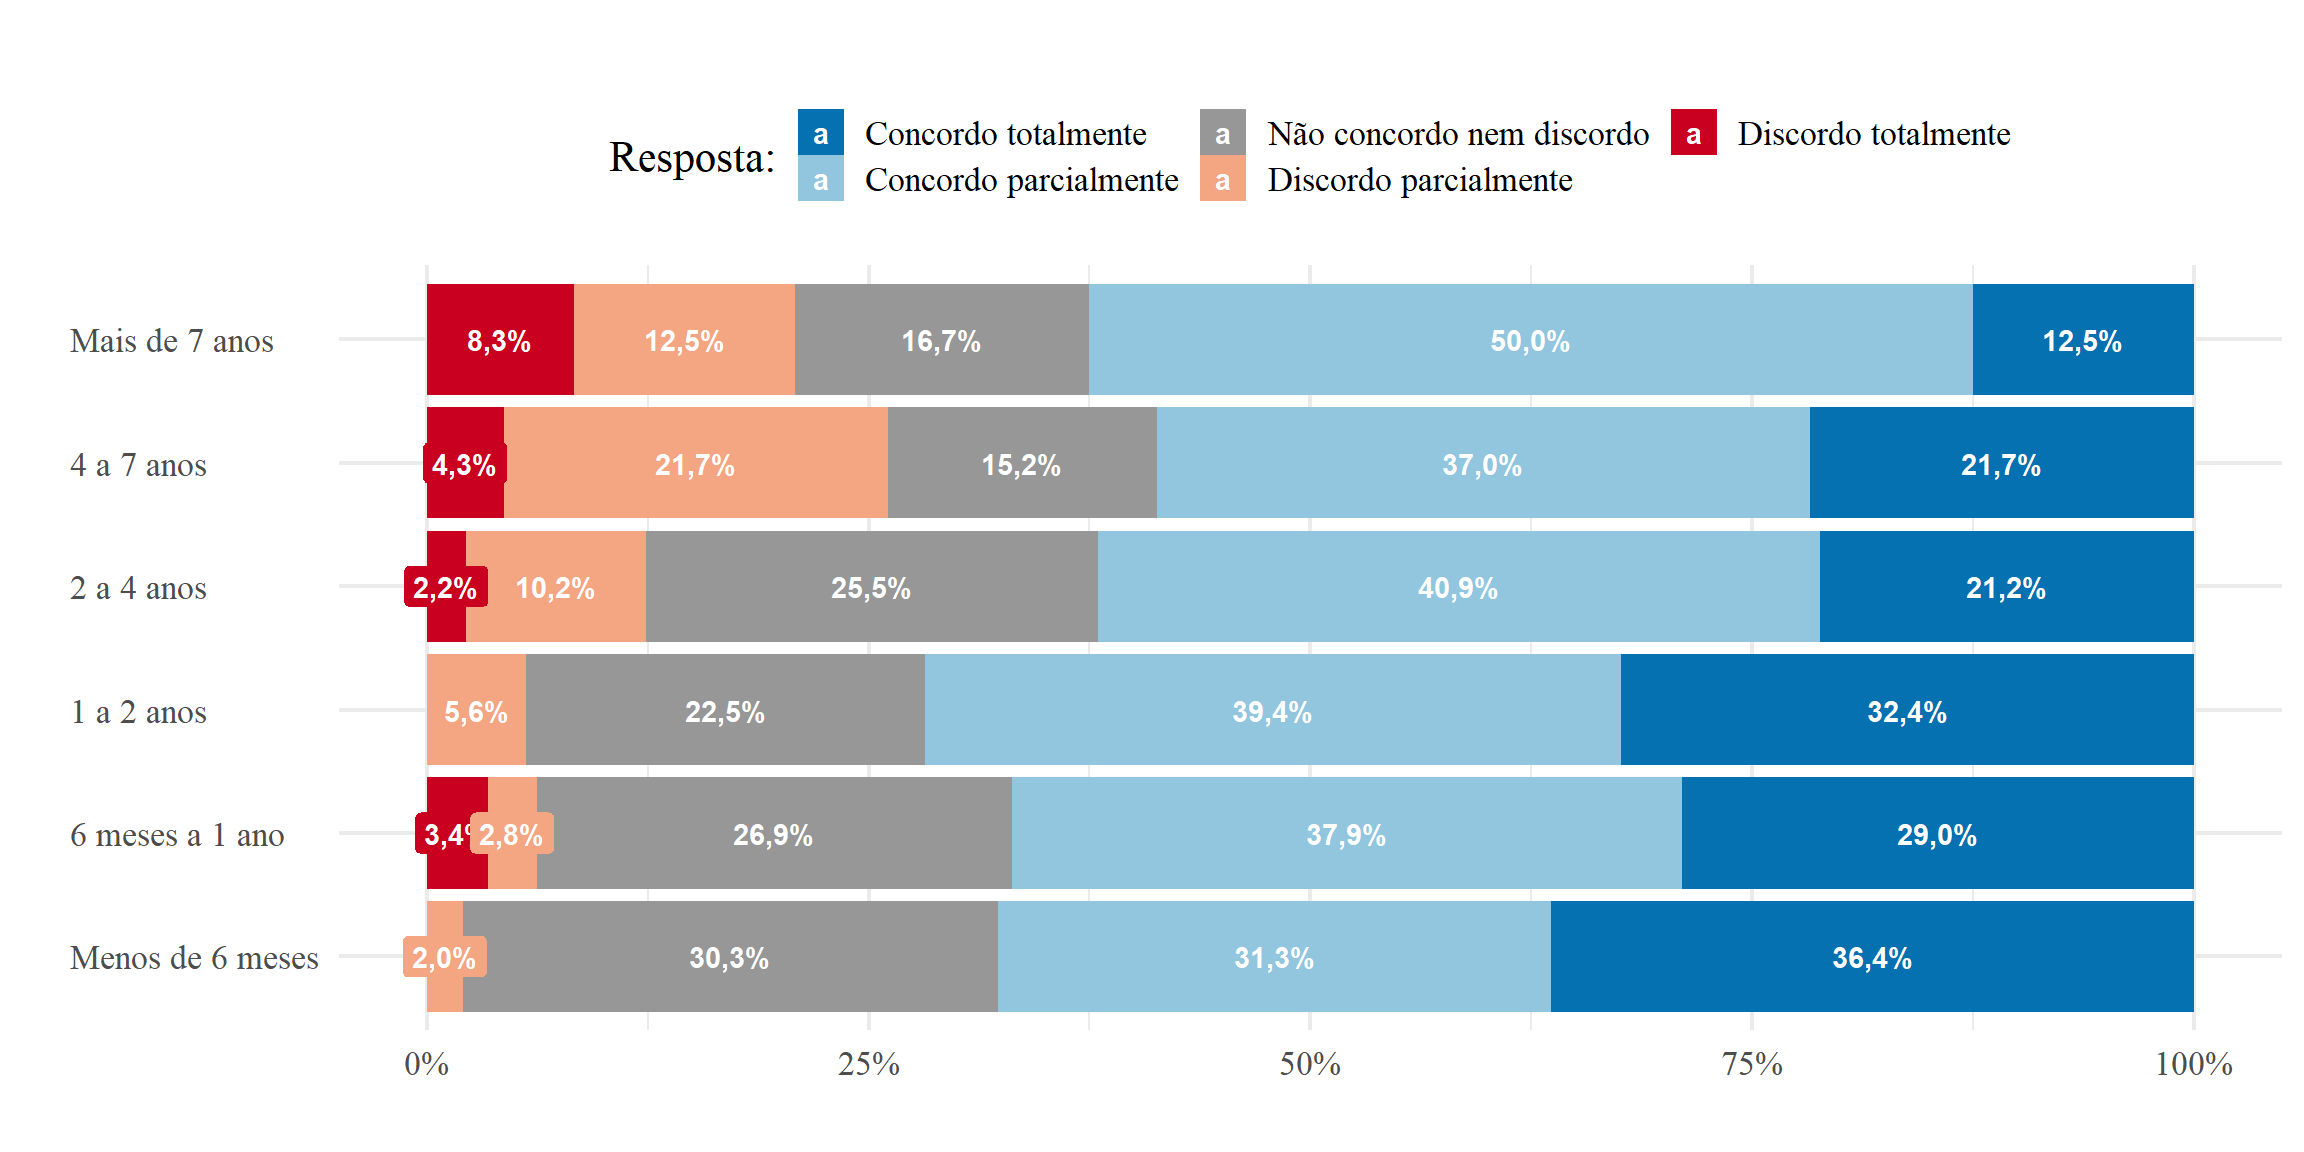 Resposta:
a Concordo totalmente
a Concordo parcialmente
a Não concordo nem discordo
a Discordo parcialmente
a Discordo totalmente
Mais de 7 anos 8,3% 12,5% 16,7% 50,0% 12,5%
4 a 7 anos 4,3% 21,7% 15,2% 37,0% 21,7%
2 a 4 anos 2,2% 10,2% 25,5% 40,9% 21,2%
1 a 2 anos 5,6% 22,5% 39,4% 32,4%
6 meses a 1 ano 3,4% 2,8% 26,9% 37,9% 29,0%
Menos de 6 meses 2,0% 30,3% 31,3% 36,4%
0% 25% 50% 75% 100%